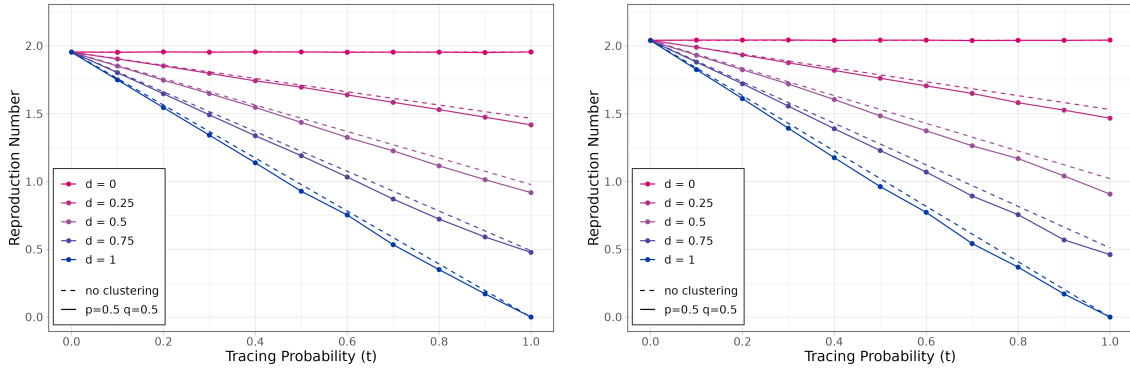 2.0
1.5
1.0
0.5
0.0
Reproduction Number
d = 0
d = 0.25
d = 0.5
d = 0.75
d = 1
no clustering
p=0.5 q=0.5
0.0 0.2 0.4 0.6 0.8 1.0
Tracing Probability (t)
2.0
1.5
1.0
0.5
0.0
Reproduction Number
d = 0
d = 0.25
d = 0.5
d = 0.75
d = 1
no clustering
p=0.5 q=0.5
0.0 0.2 0.4 0.6 0.8 1.0
Tracing Probability (t)